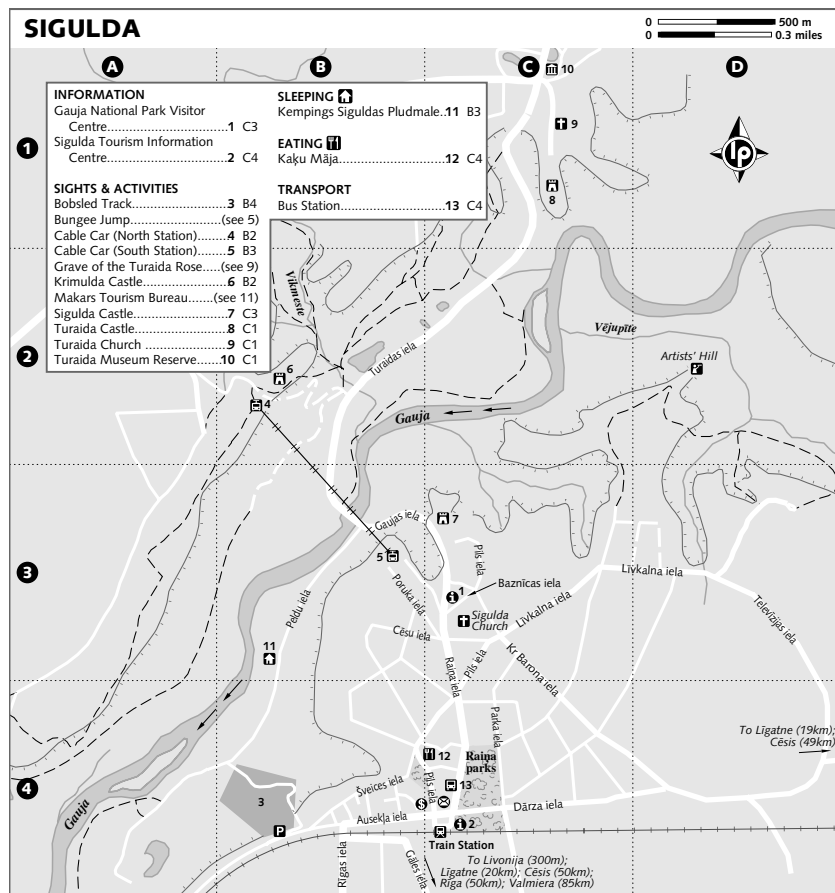 SIGULDA
0 500 m
0 0.3 miles
A B C D
1
2
3
4
INFORMATION
Gauja National Park Visitor
Centre..............................1 C3
Sigulda Tourism Information
Centre..............................2 C4
SIGHTS & ACTIVITIES
Bobsled Track....................3 B4
Bungee Jump.................(see 5)
Cable Car (North Station)........4 B2
Cable Car (South Station)........5 B3
Grave of the Turaida Rose.....(see 9)
Krimulda Castle..................6 B2
Makars Tourism Bureau.....(see 11)
Sigulda Castle....................7 C3
Turaida Castle....................8 C1
Turaida Church ..................9 C1
Turaida Museum Reserve......10 C1
SLEEPING
Kempings Siguldas Pludmale..11 B3
EATING
Kaķu Māja........................12 C4
TRANSPORT
Bus Station........................13 C4
10
9
lp
8
Vikmeste
Vējupīte
Turaidas iela
Artists' Hill
6
4
Gauja
Gaujas iela
7
5
Pils iela
Līvkalna iela
Poruka iela
1
Baznīcas iela
Peldu iela
Sigulda
Church
Līvkalna iela
Televīzijas iela
Cēsu iela
11
Raiņa iela
Pils iela
Kr Barona iela
Parka iela
To Līgatne (19km);
Cēsis (49km)
12
Raiņa
parks
13
Šveices iela
Pils iela
3
Gauja
Dārza iela
Ausekļa iela
2
P
Train Station
Rīgas iela
Gāles iela
To Livonija (300m);
Līgatne (20km); Cēsis (50km);
Rīga (50km); Valmiera (85km)